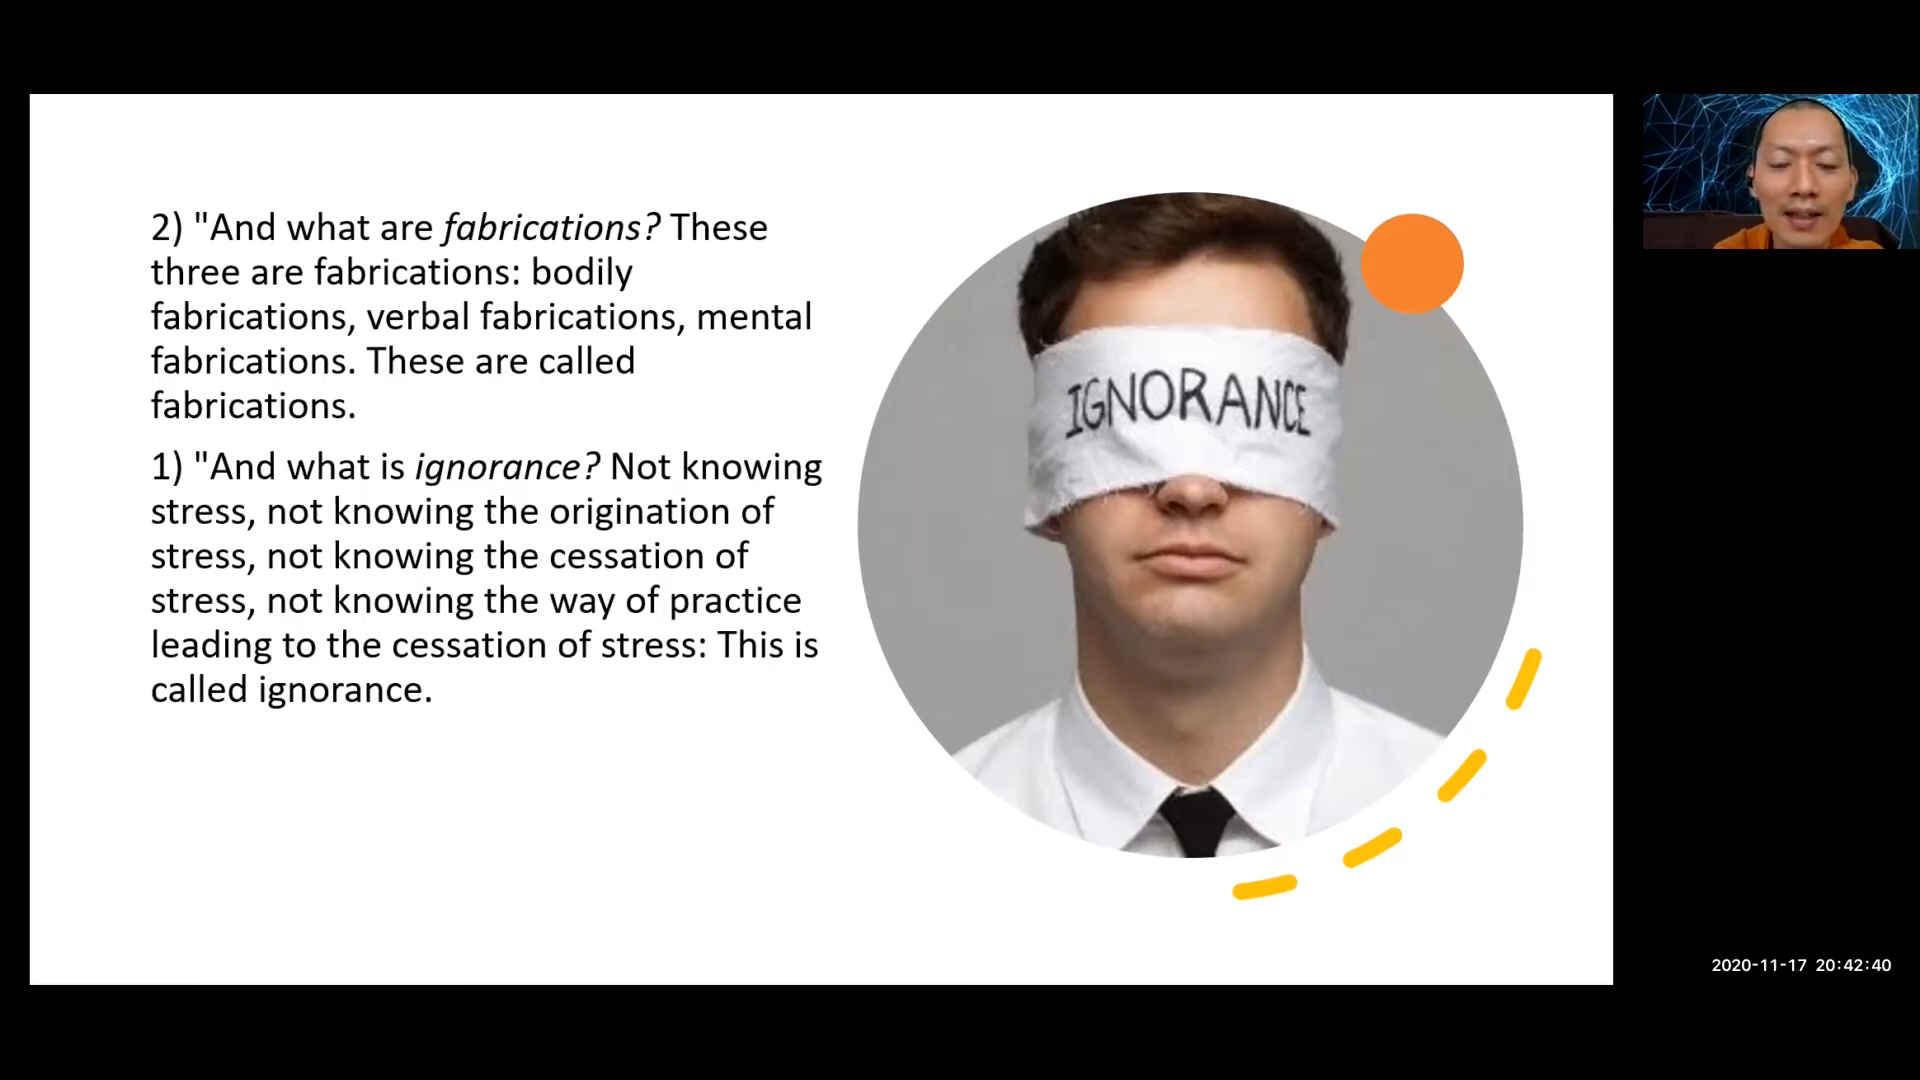 2) "And what are fabrications? These
three are fabrications: bodily
fabrications, verbal fabrications, mental
fabrications. These are called
fabrications.
1) "And what is ignorance? Not knowing
stress, not knowing the origination of
stress, not knowing the cessation of
stress, not knowing the way of practice
leading to the cessation of stress: This is
called ignorance.
IGNORANCE
2020-11-17 20:42:40